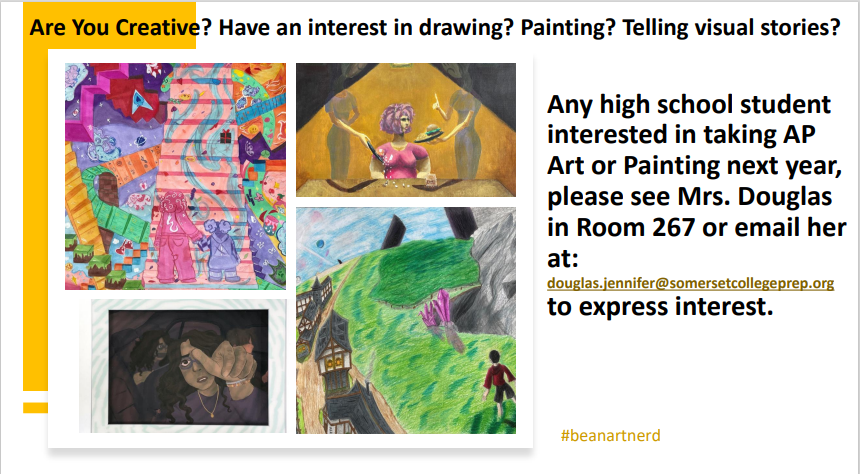 Are You Creative? Have an interest in drawing? Painting? Telling visual stories?
Any high school student
interested in taking AP
Art or Painting next year,
please see Mrs. Douglas
in Room 267 or email her
at:
douglas.jennifer@somersetcollegeprep.org
to express interest.
#beanartnerd